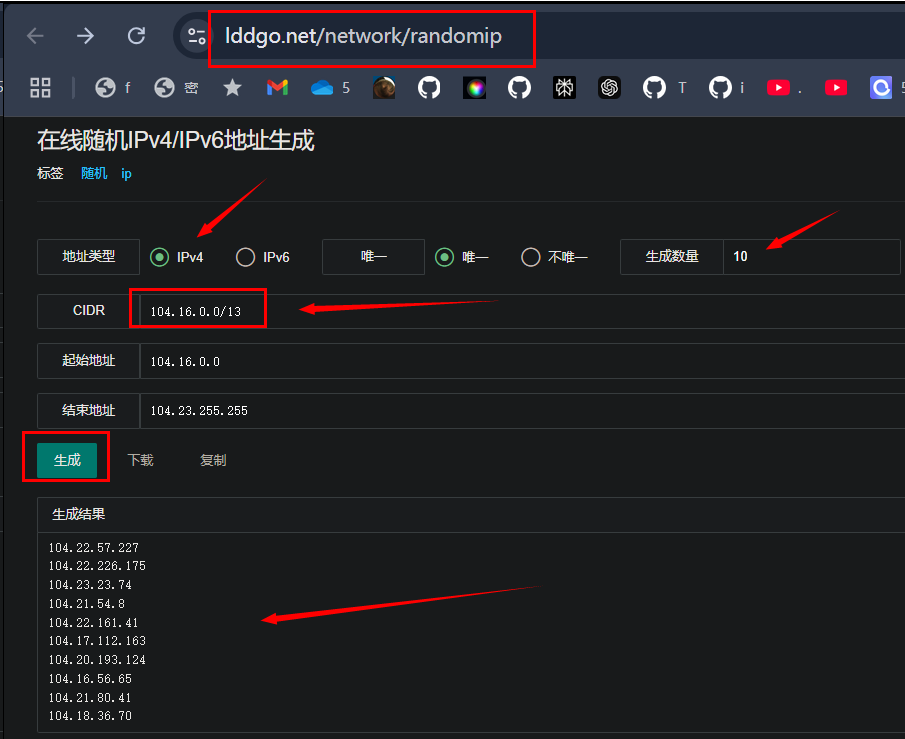 lddgo.net/network/randomip
f 密 5 T i .
在线随机IPv4/IPv6地址生成
标签 随机 ip
地址类型 IPv4 IPv6 唯一 唯一 不唯一 生成数量 10
CIDR 104.16.0.0/13
起始地址 104.16.0.0
结束地址 104.23.255.255
生成 下载 复制
生成结果
104.22.57.227
104.22.226.175
104.23.23.74
104.21.54.8
104.22.161.41
104.17.112.163
104.20.193.124
104.16.56.65
104.21.80.41
104.18.36.70